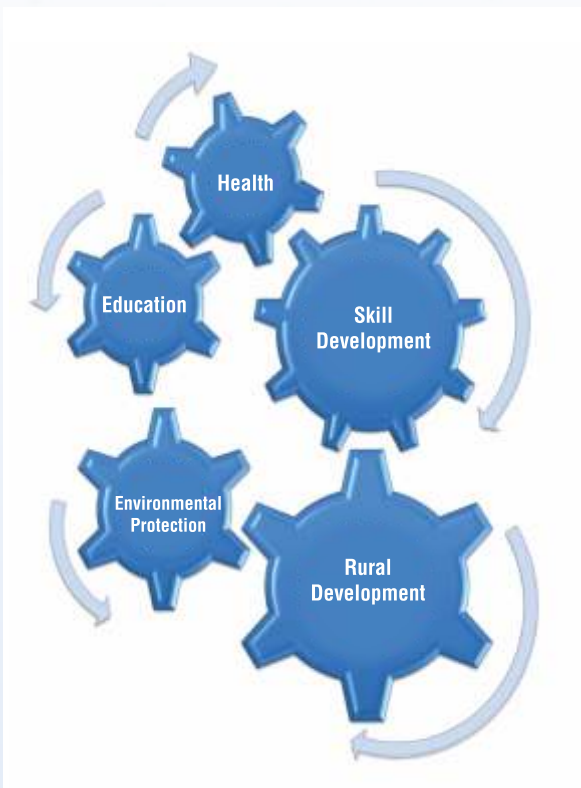 Health
Education
Skill
Development
Environmental
Protection
Rural
Development